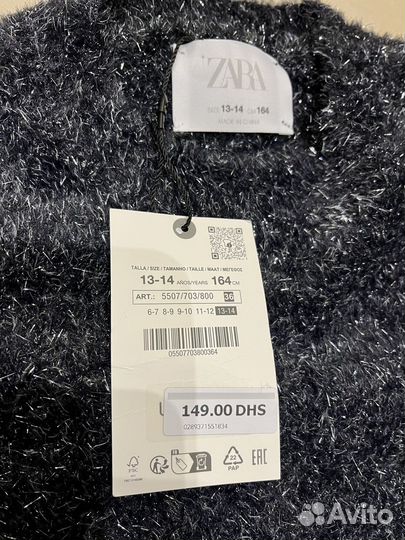 ZARA
SIZE 13-14 CM 164
MADE IN CHINA
TALLA / SIZE / TAMANHO / TAILLE / MAAT / ΜΕΓΕΘΟΣ
13-14 AÑOS/YEARS 164 CM
ART.: 5507/703/800 36
6-7 8-9 9-10 11-12 13-14
05507703800364
149.00 DHS
0289371551834
FSC
22
PAP
EAC
Avito